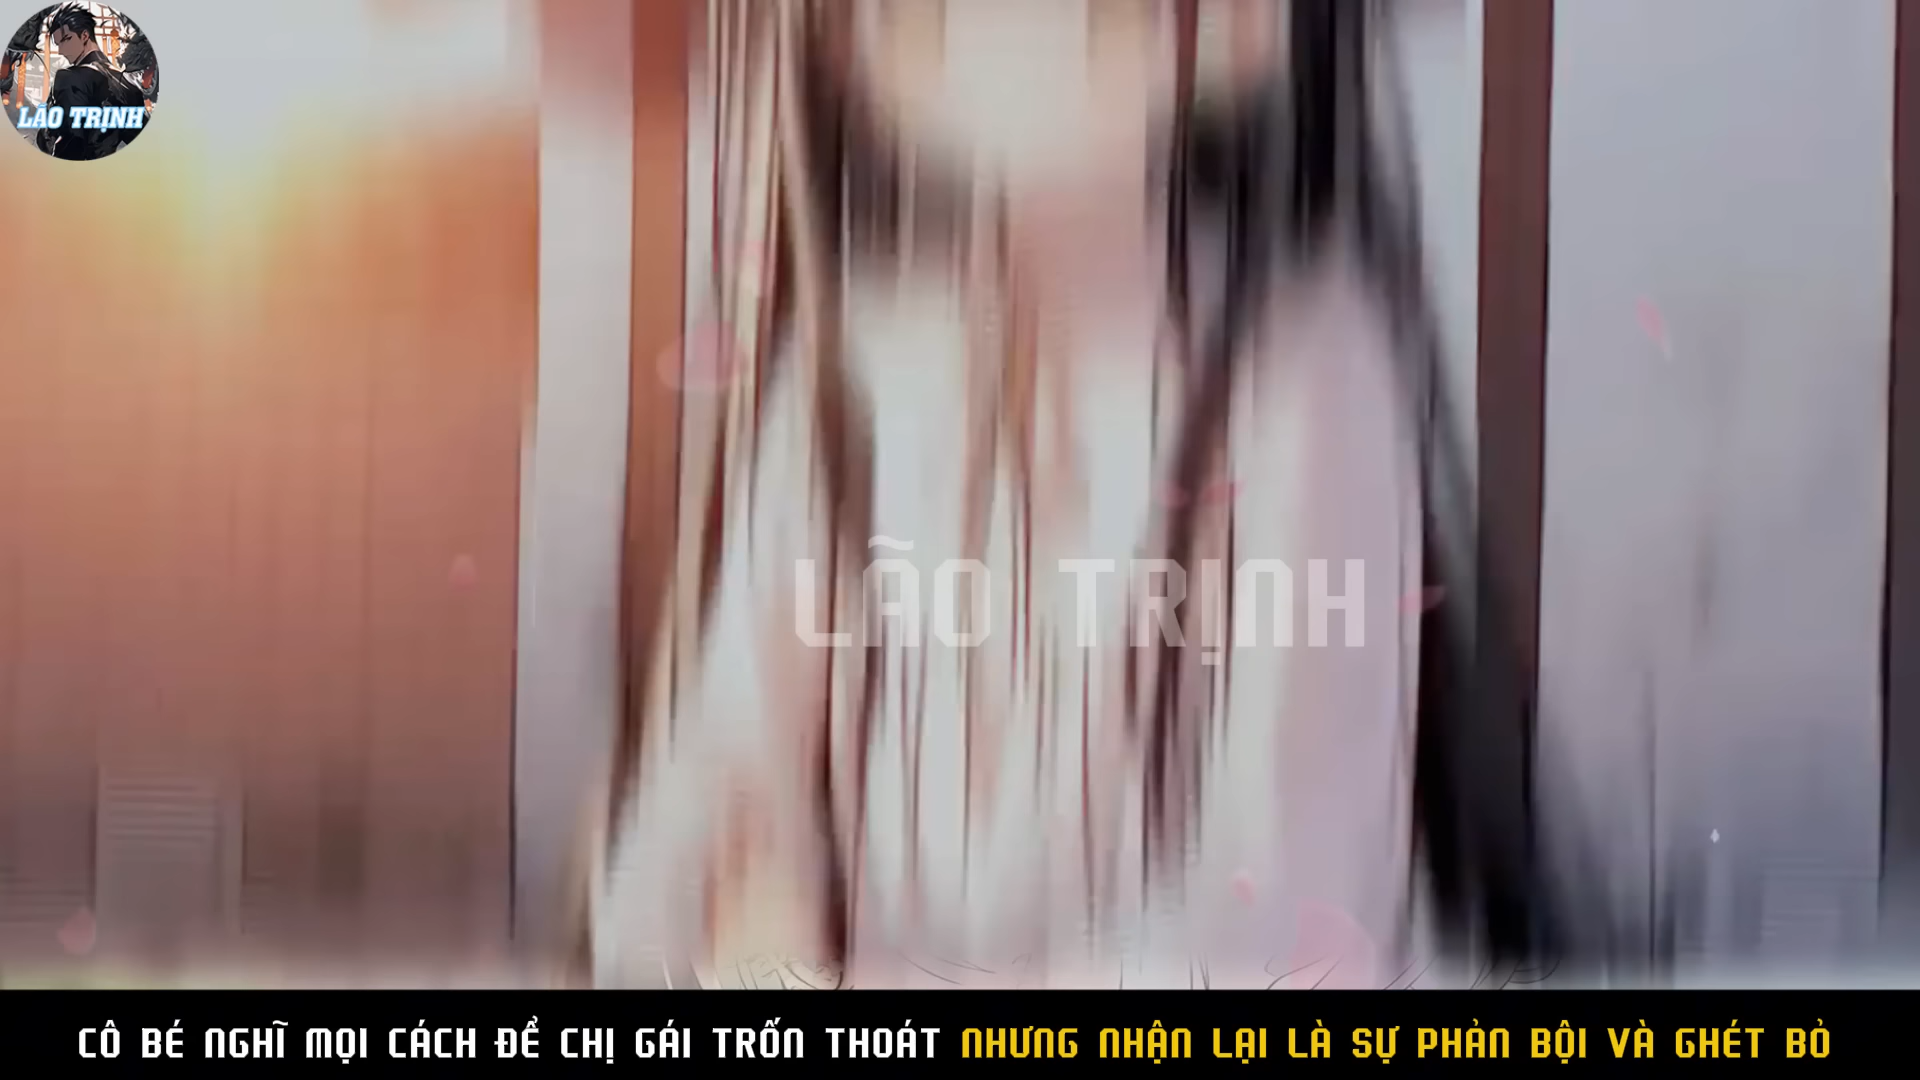 LÃO TRỊNH
LÃO TRỊNH
CÔ BÉ NGHĨ MỌI CÁCH ĐỂ CHỊ GÁI TRỐN THOÁT NHƯNG NHẬN LẠI LÀ SỰ PHẢN BỘI VÀ GHÉT BỎ